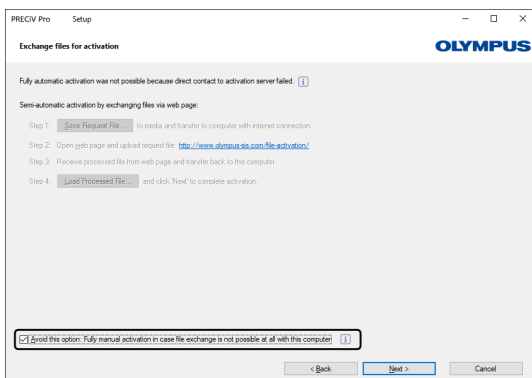 PRECiV Pro Setup
Exchange files for activation
OLYMPUS
Fully automatic activation was not possible because direct contact to activation server failed. i
Semi-automatic activation by exchanging files via web page:
Step 1: Save Request File... to media and transfer to computer with internet connection.
Step 2: Open web page and upload request file: http://www.olympus-sis.com/file-activation/
Step 3: Receive processed file from web page and transfer back to this computer.
Step 4: Load Processed File... and click 'Next' to complete activation.
Avoid this option: Fully manual activation in case file exchange is not possible at all with this computer i
< Back Next > Cancel